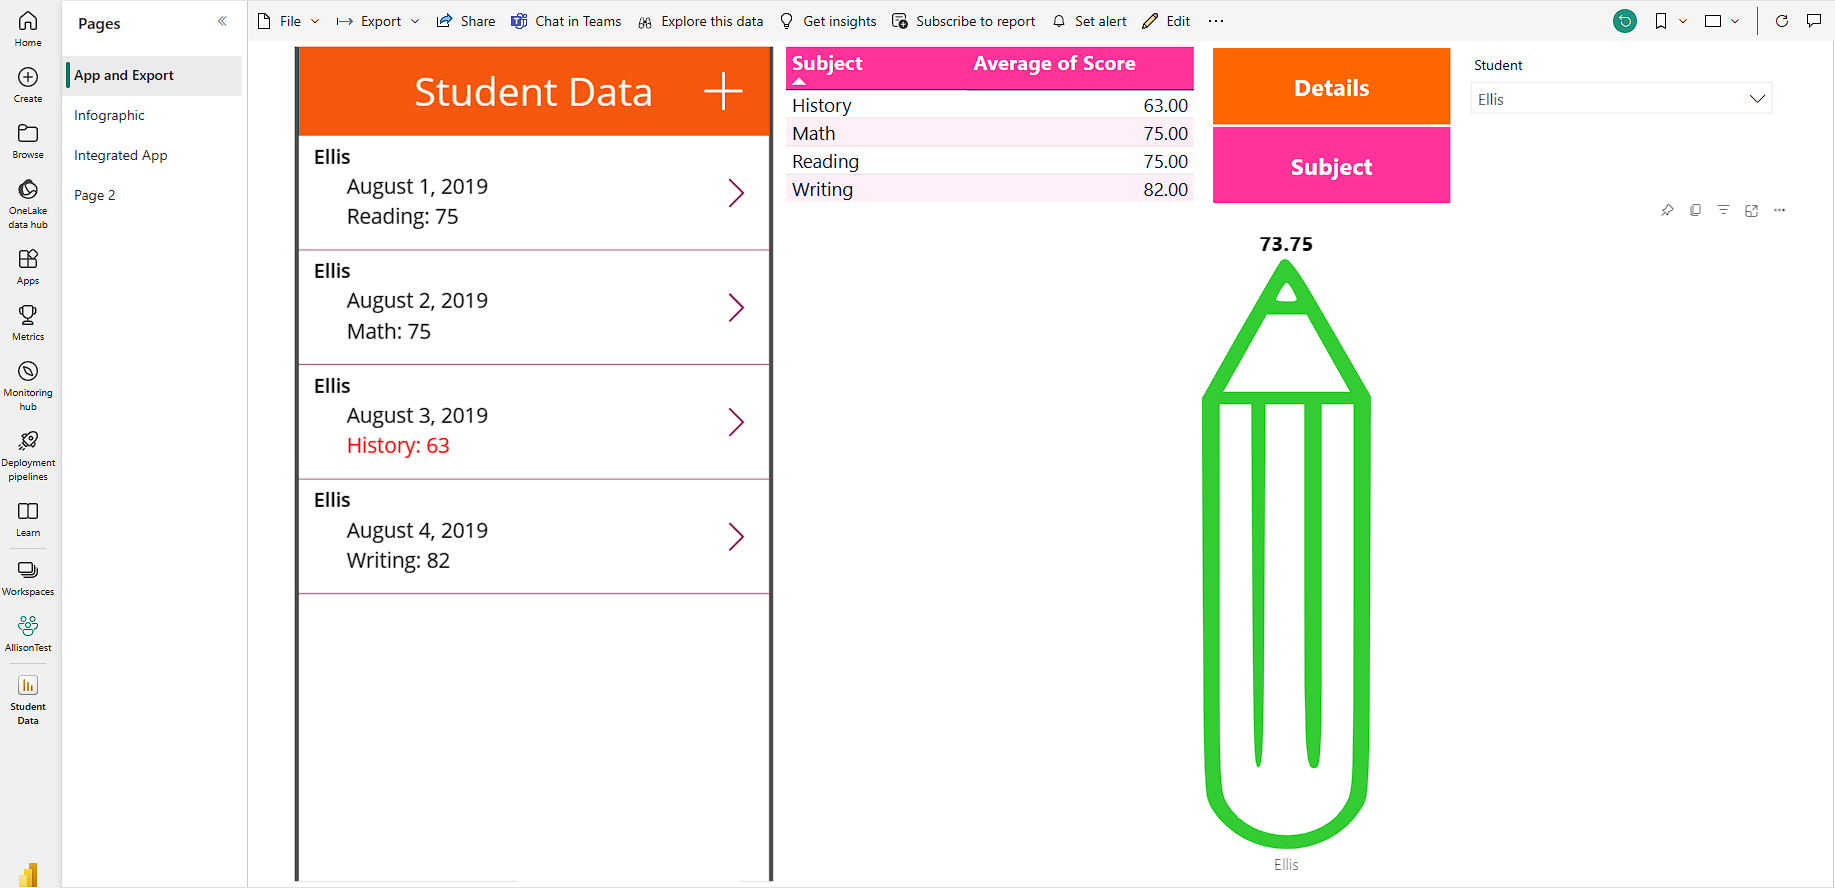 Home
Create
Browse
OneLake
data hub
Apps
Metrics
Monitoring
hub
Deployment
pipelines
Learn
Workspaces
AllisonTest
Student
Data
Pages
App and Export
Infographic
Integrated App
Page 2
File Export Share Chat in Teams Explore this data Get insights Subscribe to report Set alert Edit
Student Data
Ellis
August 1, 2019
Reading: 75
Ellis
August 2, 2019
Math: 75
Ellis
August 3, 2019
History: 63
Ellis
August 4, 2019
Writing: 82
Subject Average of Score
History 63.00
Math 75.00
Reading 75.00
Writing 82.00
Details
Subject
Student
Ellis
73.75
Ellis